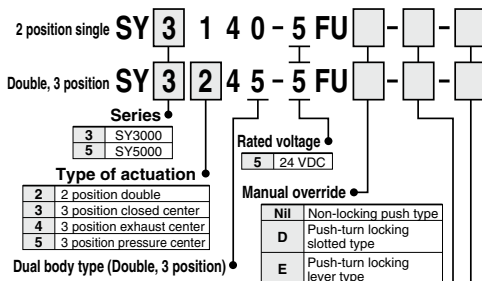 2 position single SY 3 1 4 0 - 5 FU - -
Double, 3 position SY 3 2 4 5 - 5 FU - -
Series
3 SY3000
5 SY5000
Rated voltage
5 24 VDC
Type of actuation
2 2 position double
3 3 position closed center
4 3 position exhaust center
5 3 position pressure center
Manual override
Nil Non-locking push type
D Push-turn locking
slotted type
E Push-turn locking
lever type
Dual body type (Double, 3 position)